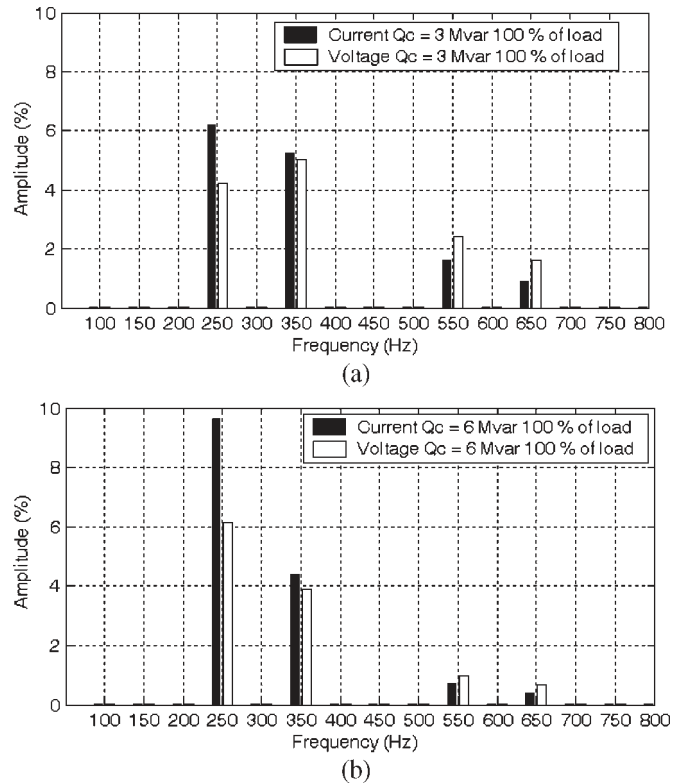 10
Current Qc = 3 Mvar 100 % of load
Voltage Qc = 3 Mvar 100 % of load
8
6
4
2
0
Amplitude (%)
100 150 200 250 300 350 400 450 500 550 600 650 700 750 800
Frequency (Hz)
(a)
10
Current Qc = 6 Mvar 100 % of load
Voltage Qc = 6 Mvar 100 % of load
8
6
4
2
0
Amplitude (%)
100 150 200 250 300 350 400 450 500 550 600 650 700 750 800
Frequency (Hz)
(b)